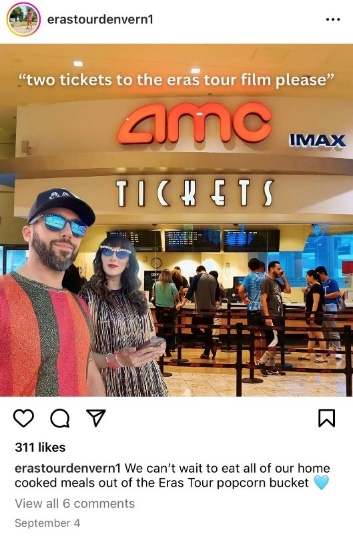 erastourdenvern1
“two tickets to the eras tour film please”
amc
IMAX
TICKETS
311 likes
erastourdenvern1 We can't wait to eat all of our home
cooked meals out of the Eras Tour popcorn bucket 🩵
View all 6 comments
September 4